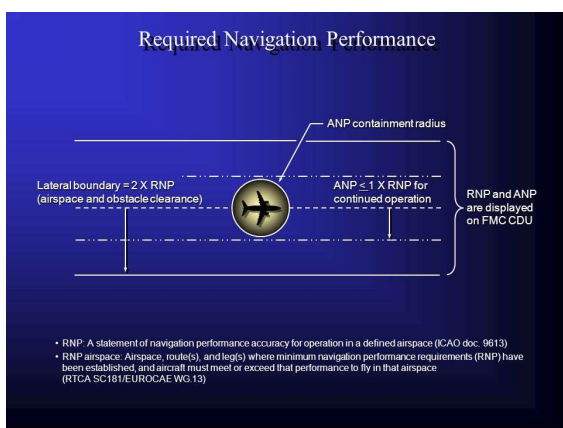 Required Navigation Performance
ANP containment radius
Lateral boundary = 2 X RNP
(airspace and obstacle clearance)
ANP ≤ 1 X RNP for
continued operation
RNP and ANP
are displayed
on FMC CDU
• RNP: A statement of navigation performance accuracy for operation in a defined airspace (ICAO doc. 9613)
• RNP airspace: Airspace, route(s), and leg(s) where minimum navigation performance requirements (RNP) have
been established, and aircraft must meet or exceed that performance to fly in that airspace
(RTCA SC181/EUROCAE WG.13)